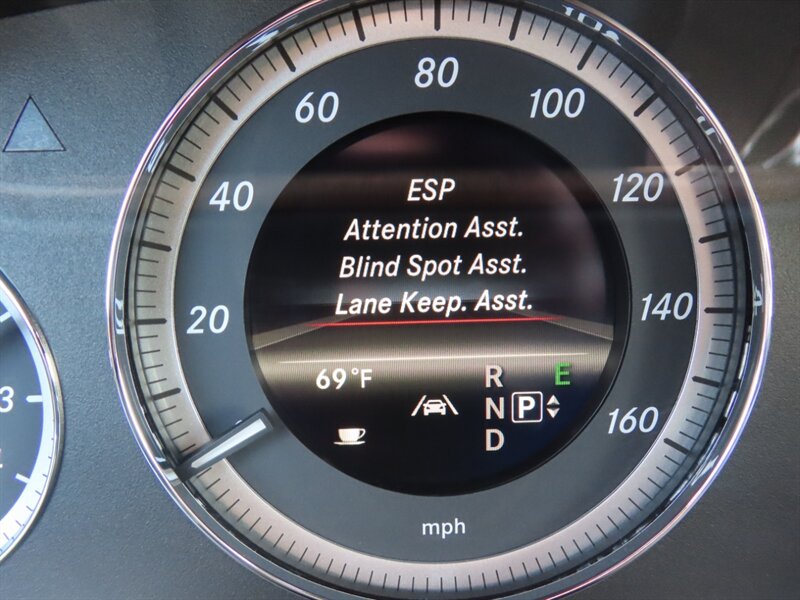 80
60
100
40
120
20
140
160
ESP
Attention Asst.
Blind Spot Asst.
Lane Keep. Asst.
69°F
R
E
N
P
D
mph
3